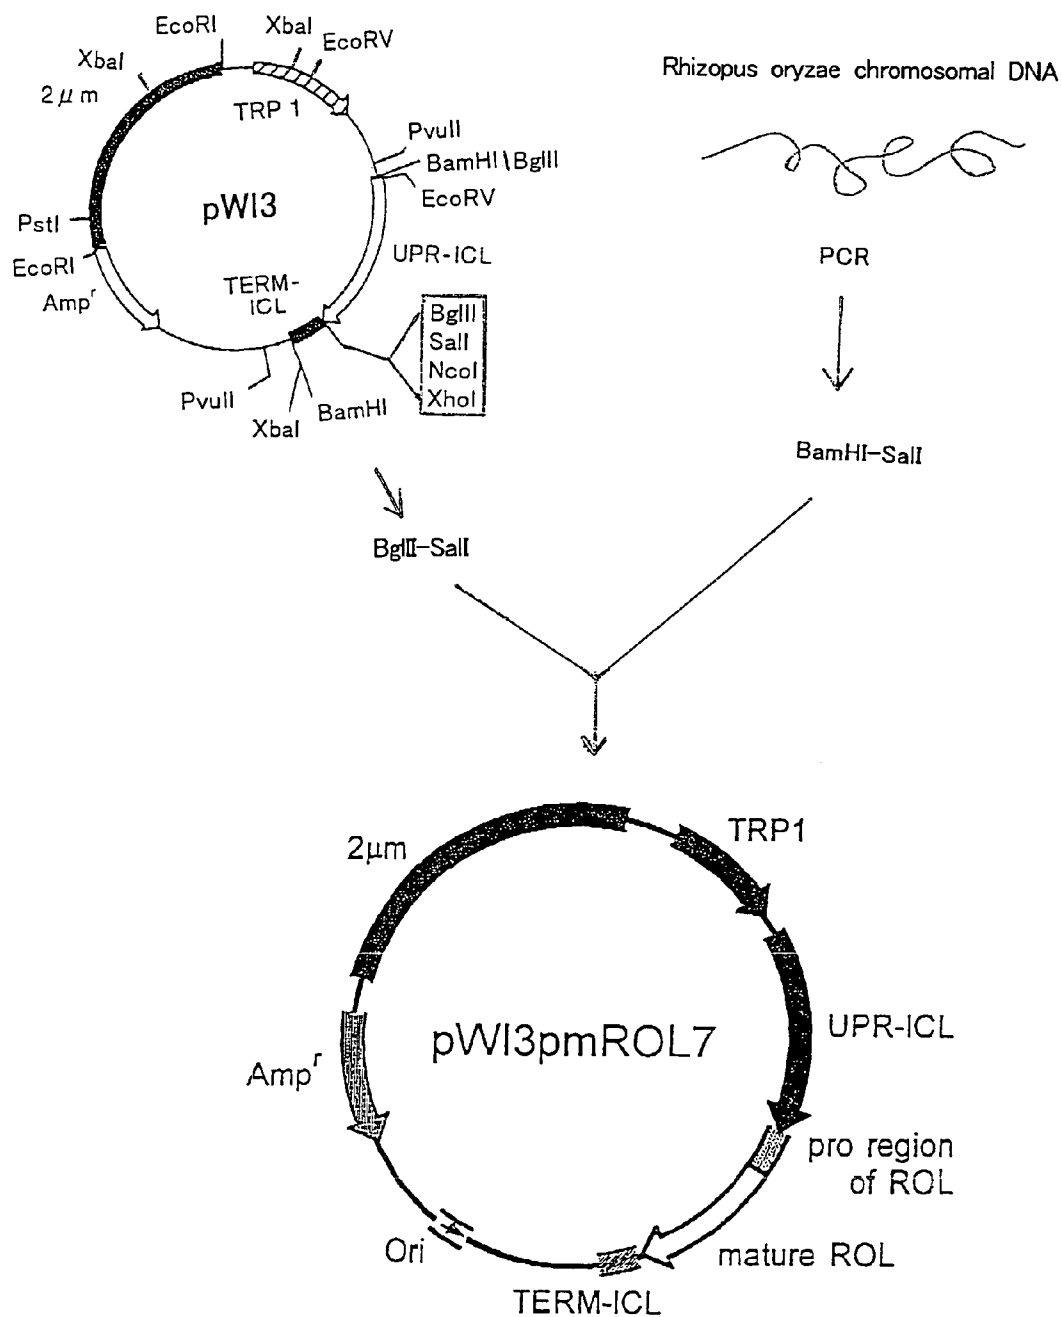 EcoRI
XbaI
EcoRV
XbaI
2μm
TRP 1
Rhizopus oryzae chromosomal DNA
PvuII
BamHI\BglII
EcoRV
pWI3
PstI
EcoRI
Amp^r
UPR-ICL
TERM-
ICL
PCR
BglII
SalI
NcoI
XhoI
PvuII
XbaI
BamHI
BamHI-SalI
BglII-SalI
2μm
TRP1
pWI3pmROL7
UPR-ICL
Amp^r
pro region
of ROL
mature ROL
Ori
TERM-ICL